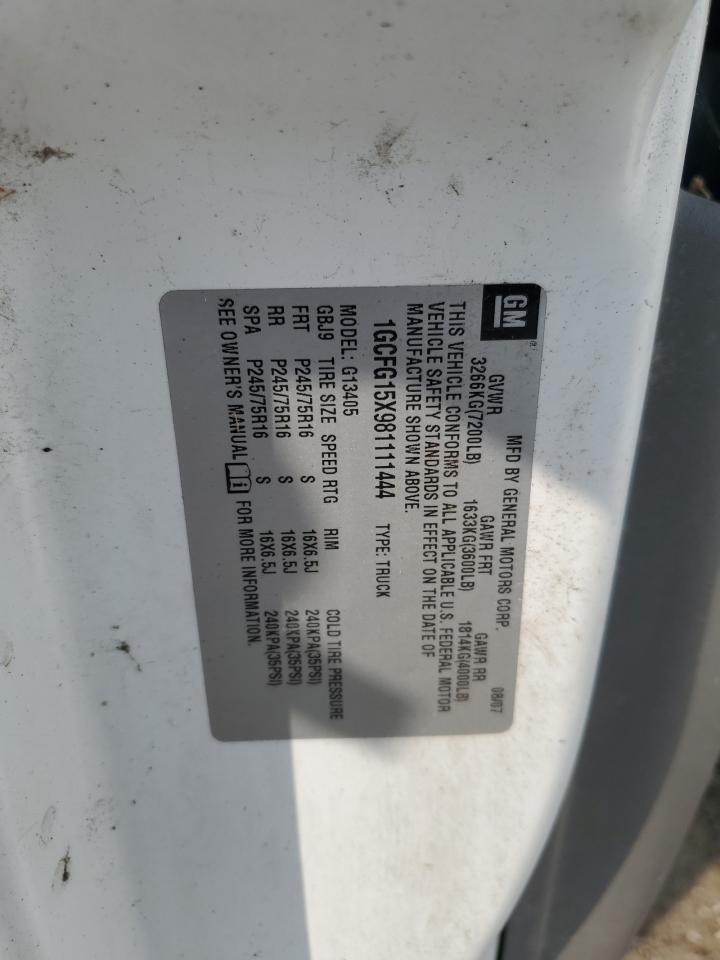 GM
MFD BY GENERAL MOTORS CORP. 08/07
GVWR GAWR FRT GAWR RR
3266KG(7200LB) 1633KG(3600LB) 1814KG(4000LB)
THIS VEHICLE CONFORMS TO ALL APPLICABLE U.S. FEDERAL MOTOR
VEHICLE SAFETY STANDARDS IN EFFECT ON THE DATE OF
MANUFACTURE SHOWN ABOVE.
1GCFG15X981111444 TYPE: TRUCK
MODEL: G13405
GBJ9 TIRE SIZE SPEED RTG RIM COLD TIRE PRESSURE
FRT P245/75R16 S 16X6.5J 240KPA(35PSI)
RR P245/75R16 S 16X6.5J 240KPA(35PSI)
SPA P245/75R16 S 16X6.5J 240KPA(35PSI)
SEE OWNER'S MANUAL i FOR MORE INFORMATION.